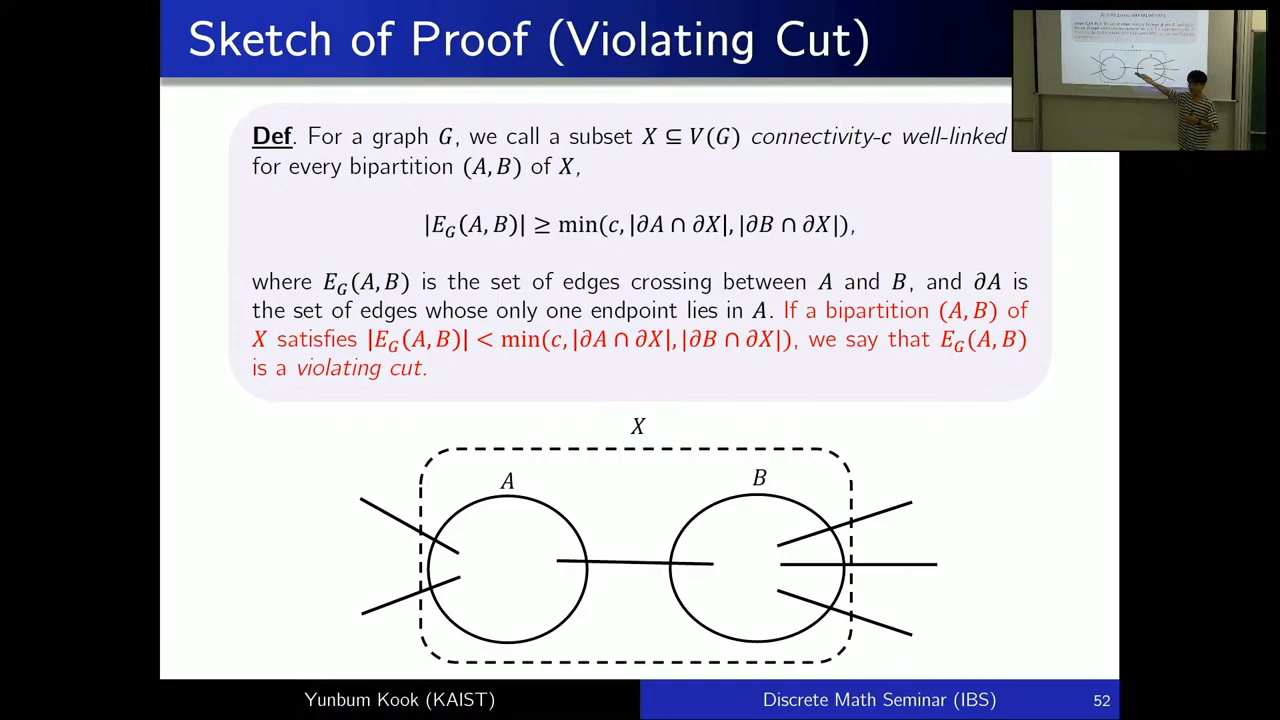 Sketch of Proof (Violating Cut)
Def. For a graph G, we call a subset X ⊆ V(G) connectivity-c well-linked
for every bipartition (A, B) of X,
|E_G(A, B)| ≥ min(c, |∂A ∩ ∂X|, |∂B ∩ ∂X|),
where E_G(A, B) is the set of edges crossing between A and B, and ∂A is
the set of edges whose only one endpoint lies in A. If a bipartition (A, B) of
X satisfies |E_G(A, B)| < min(c, |∂A ∩ ∂X|, |∂B ∩ ∂X|), we say that E_G(A, B)
is a violating cut.
X
A
B
Yunbum Kook (KAIST)
Discrete Math Seminar (IBS)
52